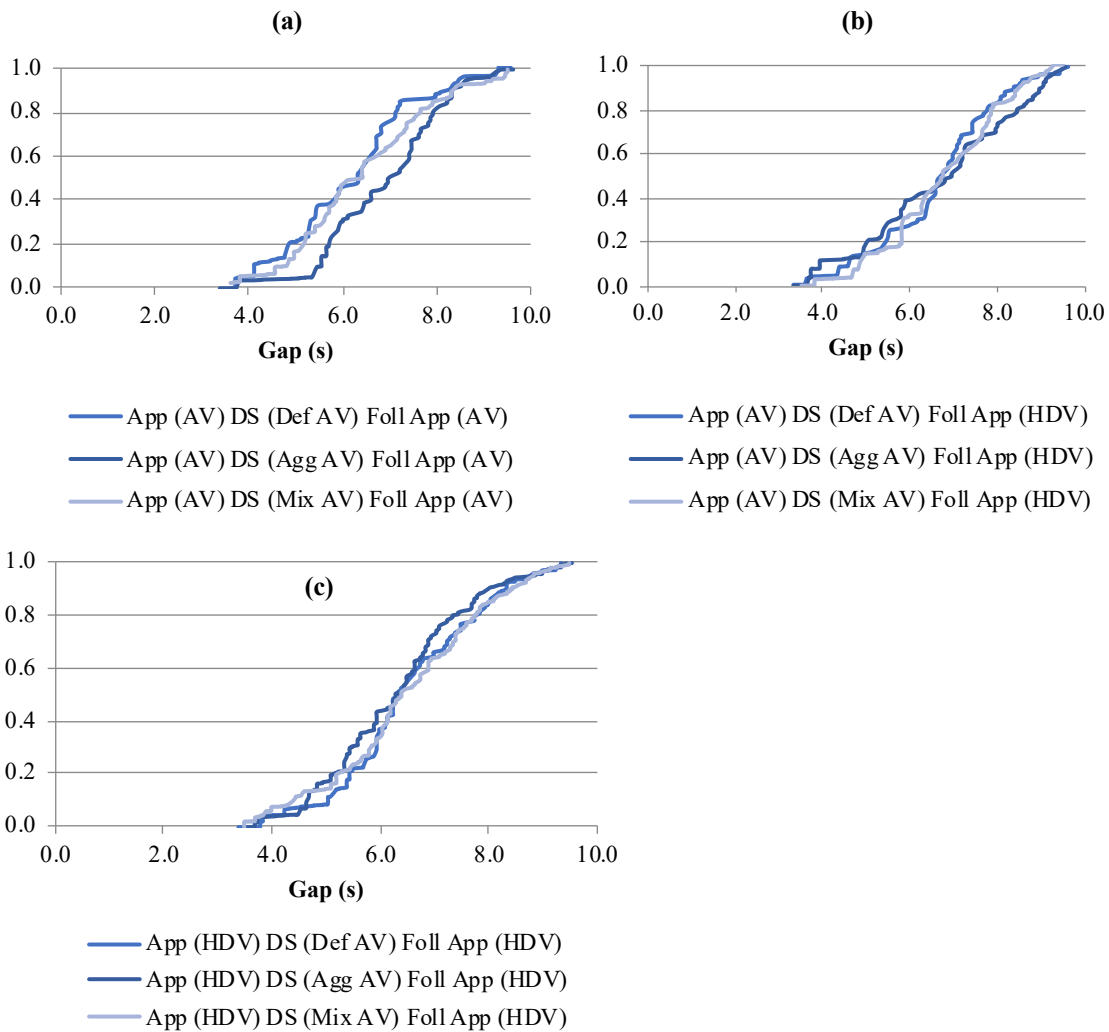 (a)
1.0
0.8
0.6
0.4
0.2
0.0
0.0 2.0 4.0 6.0 8.0 10.0
Gap (s)
App (AV) DS (Def AV) Foll App (AV)
App (AV) DS (Agg AV) Foll App (AV)
App (AV) DS (Mix AV) Foll App (AV)
(b)
1.0
0.8
0.6
0.4
0.2
0.0
0.0 2.0 4.0 6.0 8.0 10.0
Gap (s)
App (AV) DS (Def AV) Foll App (HDV)
App (AV) DS (Agg AV) Foll App (HDV)
App (AV) DS (Mix AV) Foll App (HDV)
(c)
1.0
0.8
0.6
0.4
0.2
0.0
0.0 2.0 4.0 6.0 8.0 10.0
Gap (s)
App (HDV) DS (Def AV) Foll App (HDV)
App (HDV) DS (Agg AV) Foll App (HDV)
App (HDV) DS (Mix AV) Foll App (HDV)